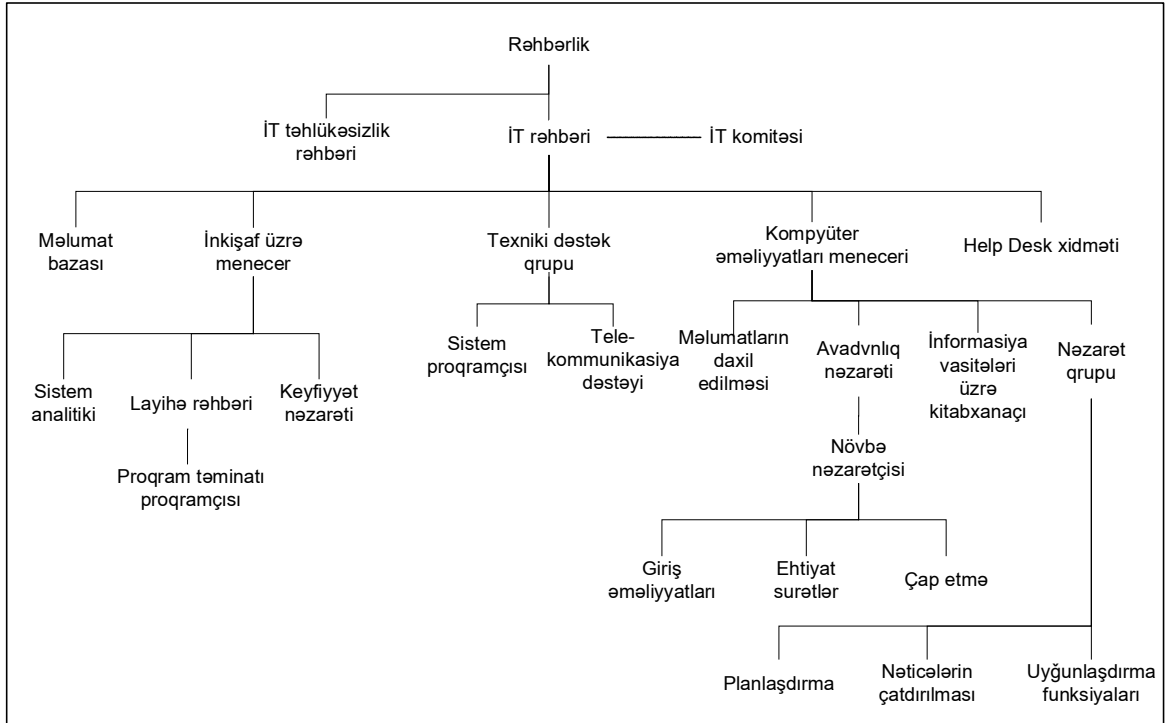 Rəhbərlik
İT təhlükəsizlik
rəhbəri
İT rəhbəri
İT komitəsi
Məlumat
bazası
İnkişaf üzrə
menecer
Texniki dəstək
qrupu
Kompyüter
əməliyyatları meneceri
Help Desk xidməti
Sistem
analitiki
Layihə rəhbəri
Keyfiyyət
nəzarəti
Proqram təminatı
proqramçısı
Sistem
proqramçısı
Tele-
kommunikasiya
dəstəyi
Məlumatların
daxil
edilməsi
Avadvnlıq
nəzarəti
İnformasiya
vasitələri
üzrə
kitabxanaçı
Nəzarət
qrupu
Növbə
nəzarətçisi
Giriş
əməliyyatları
Ehtiyat
surətlər
Çap etmə
Planlaşdırma
Nəticələrin
çatdırılması
Uyğunlaşdırma
funksiyaları